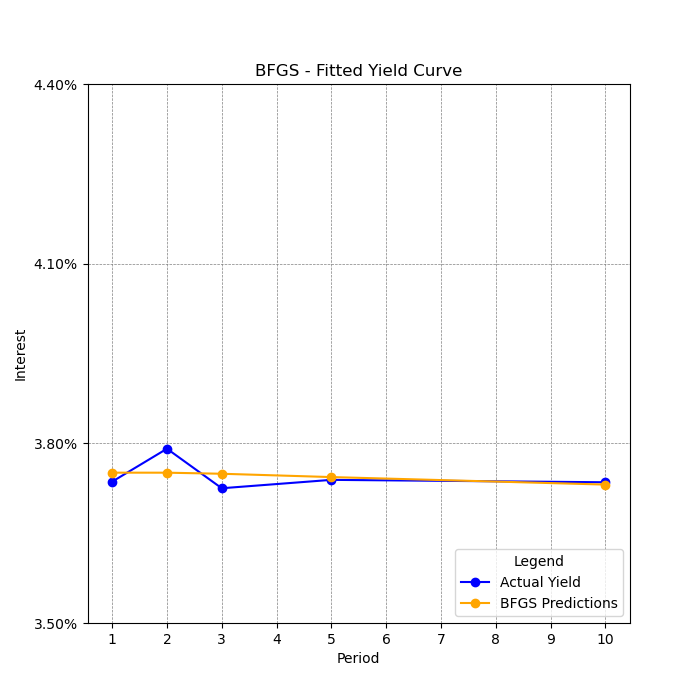 BFGS - Fitted Yield Curve
4.40%
4.10%
3.80%
3.50%
Interest
1 2 3 4 5 6 7 8 9 10
Period
Legend
Actual Yield
BFGS Predictions